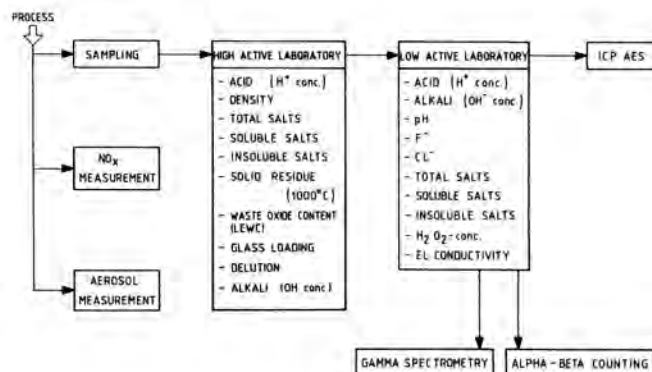 PROCESS
SAMPLING
HIGH ACTIVE LABORATORY
LOW ACTIVE LABORATORY
ICP AES
- ACID (H⁺ conc.)
- DENSITY
- TOTAL SALTS
- SOLUBLE SALTS
- INSOLUBLE SALTS
- SOLID RESIDUE
(1000°C)
- WASTE OXIDE CONTENT
(LEWC)
- GLASS LOADING
- DELUTION
- ALKALI (OH conc)
- ACID (H⁺ conc.)
- ALKALI (OH⁻ conc.)
- pH
- F⁻
- CL⁻
- TOTAL SALTS
- SOLUBLE SALTS
- INSOLUBLE SALTS
- H₂O₂-conc.
- EL CONDUCTIVITY
NOx
MEASUREMENT
AEROSOL
MEASUREMENT
GAMMA SPECTROMETRY
ALPHA-BETA COUNTING